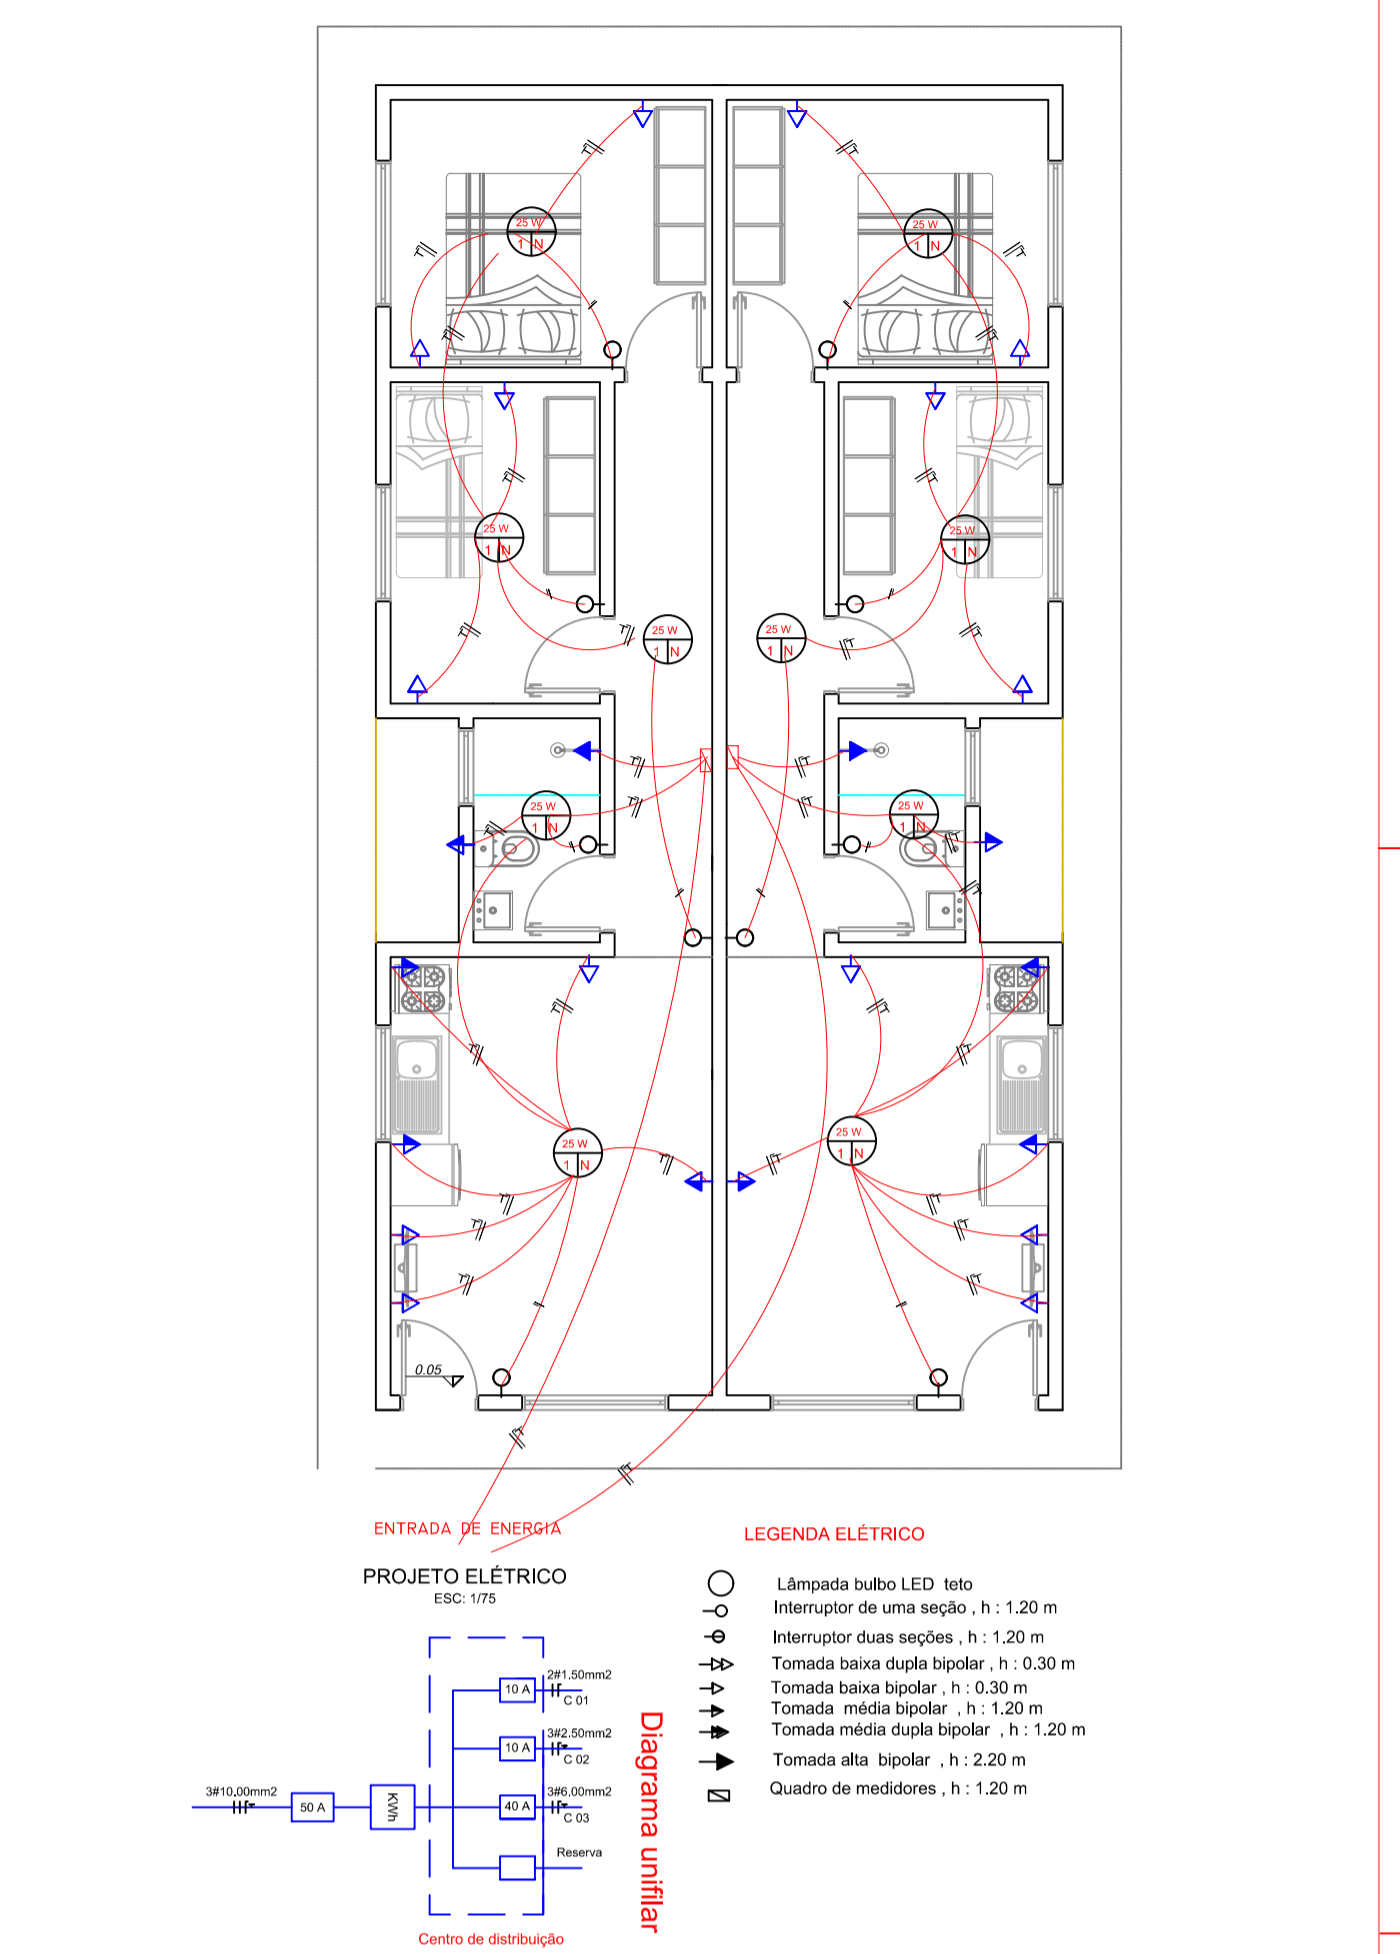 25 W
1 N
25 W
1 N
25 W
1 N
25 W
1 N
25 W
1 N
25 W
1 N
25 W
1 N
25 W
1 N
25 W
1 N
25 W
1 N
0.05
ENTRADA DE ENERGIA
PROJETO ELÉTRICO
ESC: 1/75
LEGENDA ELÉTRICO
Lâmpada bulbo LED teto
Interruptor de uma seção , h : 1.20 m
Interruptor duas seções , h : 1.20 m
Tomada baixa dupla bipolar , h : 0.30 m
Tomada baixa bipolar , h : 0.30 m
Tomada média bipolar , h : 1.20 m
Tomada média dupla bipolar , h : 1.20 m
Tomada alta bipolar , h : 2.20 m
Quadro de medidores , h : 1.20 m
3#10.00mm2
50 A
KWh
10 A
2#1.50mm2
C 01
10 A
3#2.50mm2
C 02
40 A
3#6.00mm2
C 03
Reserva
Centro de distribuição
Diagrama unifilar